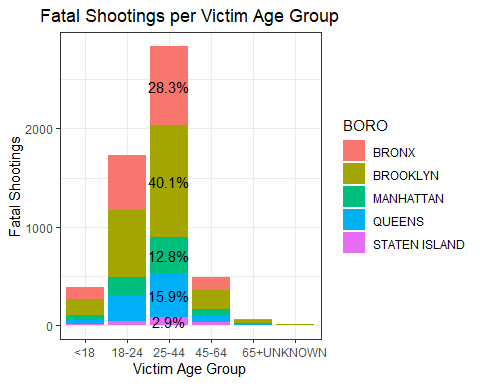 Fatal Shootings per Victim Age Group
Fatal Shootings
2000
1000
0
28.3%
40.1%
12.8%
15.9%
2.9%
<18 18-24 25-44 45-64 65+ UNKNOWN
Victim Age Group
BORO
BRONX
BROOKLYN
MANHATTAN
QUEENS
STATEN ISLAND